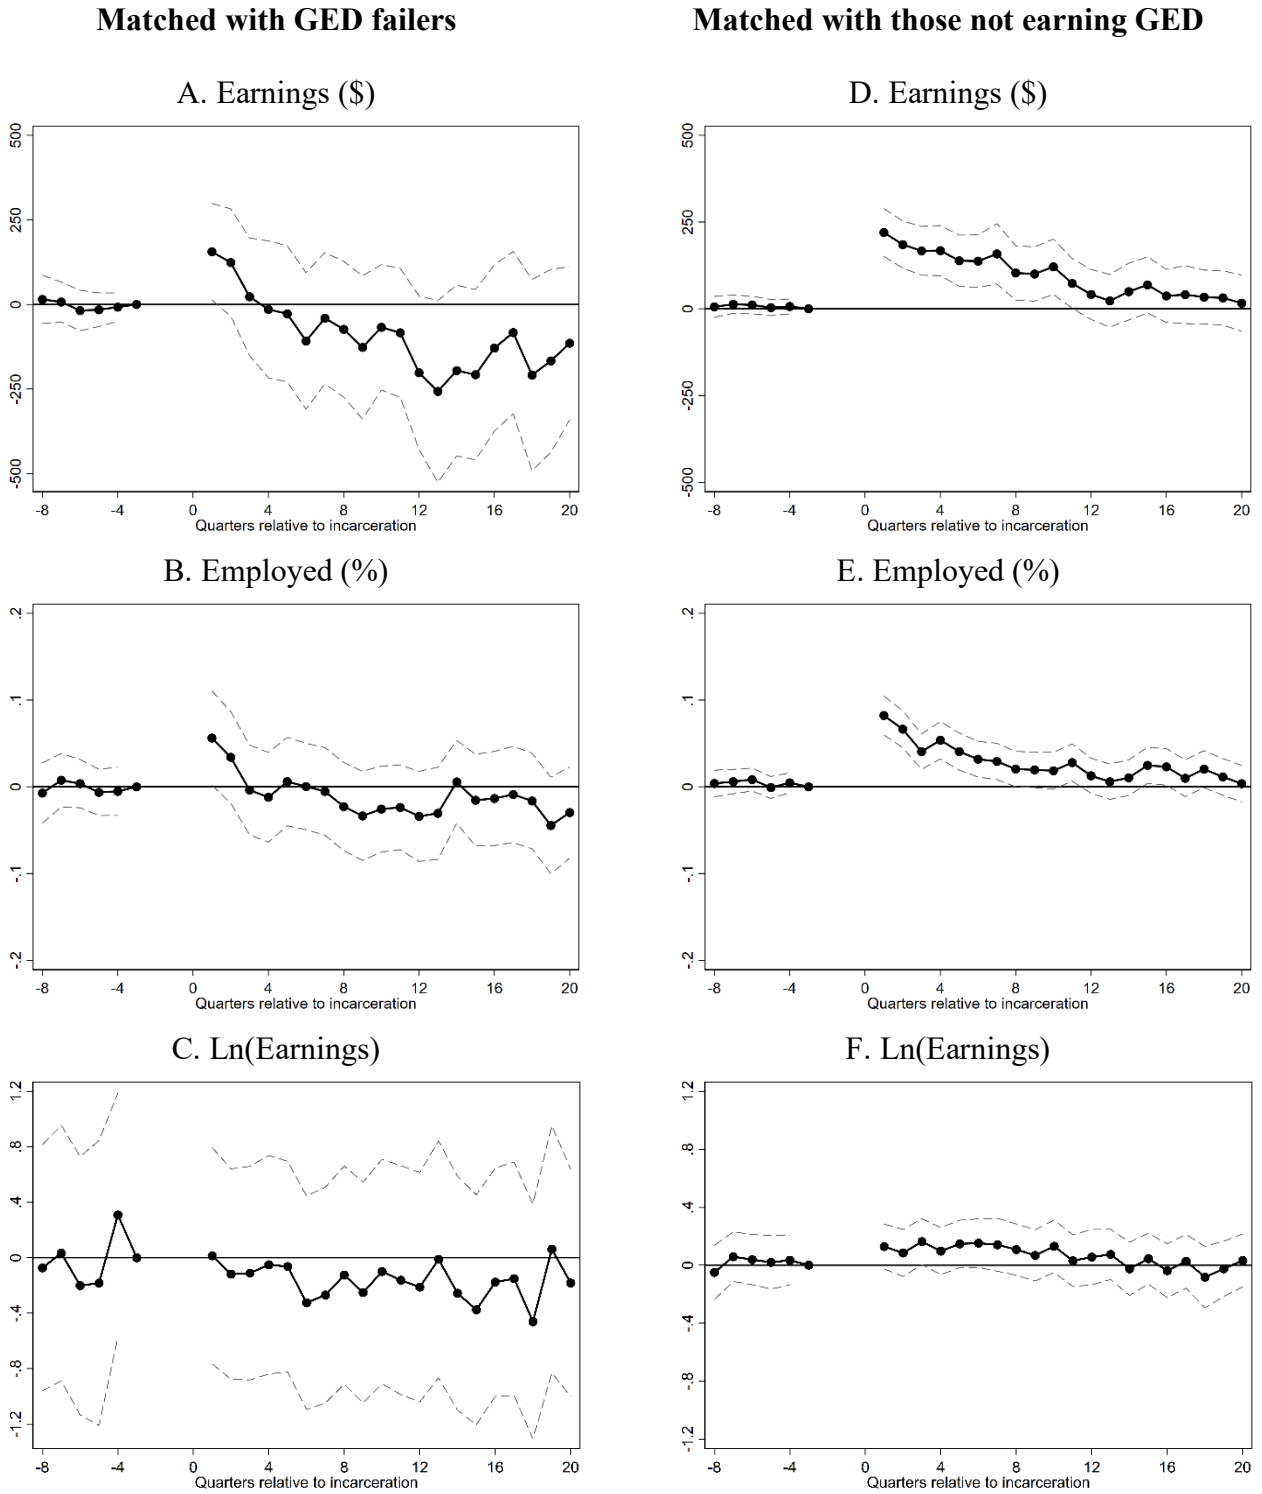 Matched with GED failers
Matched with those not earning GED
A. Earnings ($)
500
250
0
-250
-500
-8 -4 0 4 8 12 16 20
Quarters relative to incarceration
D. Earnings ($)
500
250
0
-250
-500
-8 -4 0 4 8 12 16 20
Quarters relative to incarceration
B. Employed (%)
.2
.1
0
-.1
-.2
-8 -4 0 4 8 12 16 20
Quarters relative to incarceration
E. Employed (%)
.2
.1
0
-.1
-.2
-8 -4 0 4 8 12 16 20
Quarters relative to incarceration
C. Ln(Earnings)
1.2
.8
.4
0
-.4
-.8
-1.2
-8 -4 0 4 8 12 16 20
Quarters relative to incarceration
F. Ln(Earnings)
1.2
.8
.4
0
-.4
-.8
-1.2
-8 -4 0 4 8 12 16 20
Quarters relative to incarceration